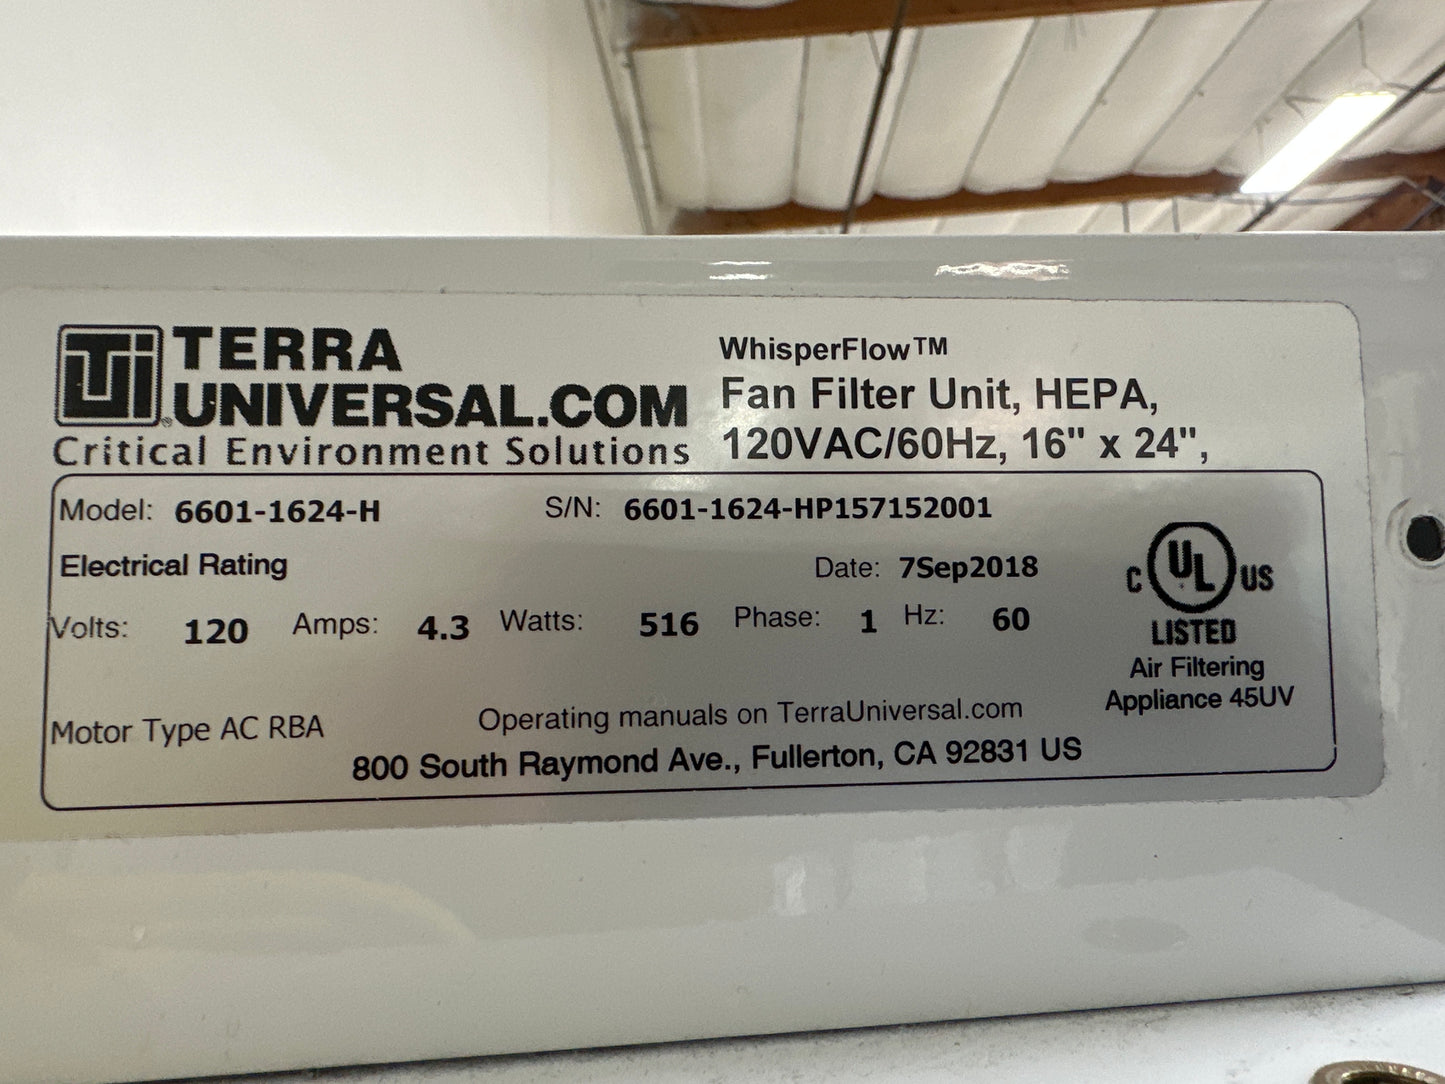 TERRA
UNIVERSAL.COM
Critical Environment Solutions
WhisperFlow™
Fan Filter Unit, HEPA,
120VAC/60Hz, 16" x 24",
Model: 6601-1624-H S/N: 6601-1624-HP157152001
Electrical Rating Date: 7Sep2018
Volts: 120 Amps: 4.3 Watts: 516 Phase: 1 Hz: 60
C UL US
LISTED
Air Filtering
Appliance 45UV
Motor Type AC RBA Operating manuals on TerraUniversal.com
800 South Raymond Ave., Fullerton, CA 92831 US